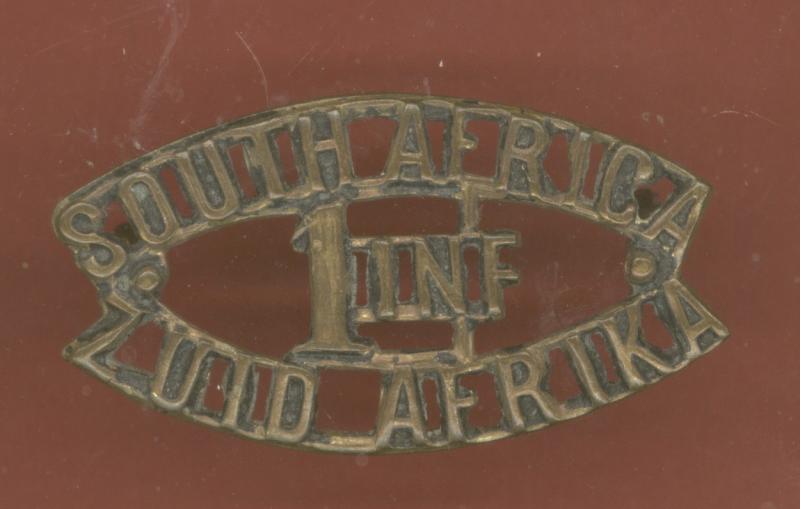 SOUTH AFRICA
1 INF
ZUID AFRIKA